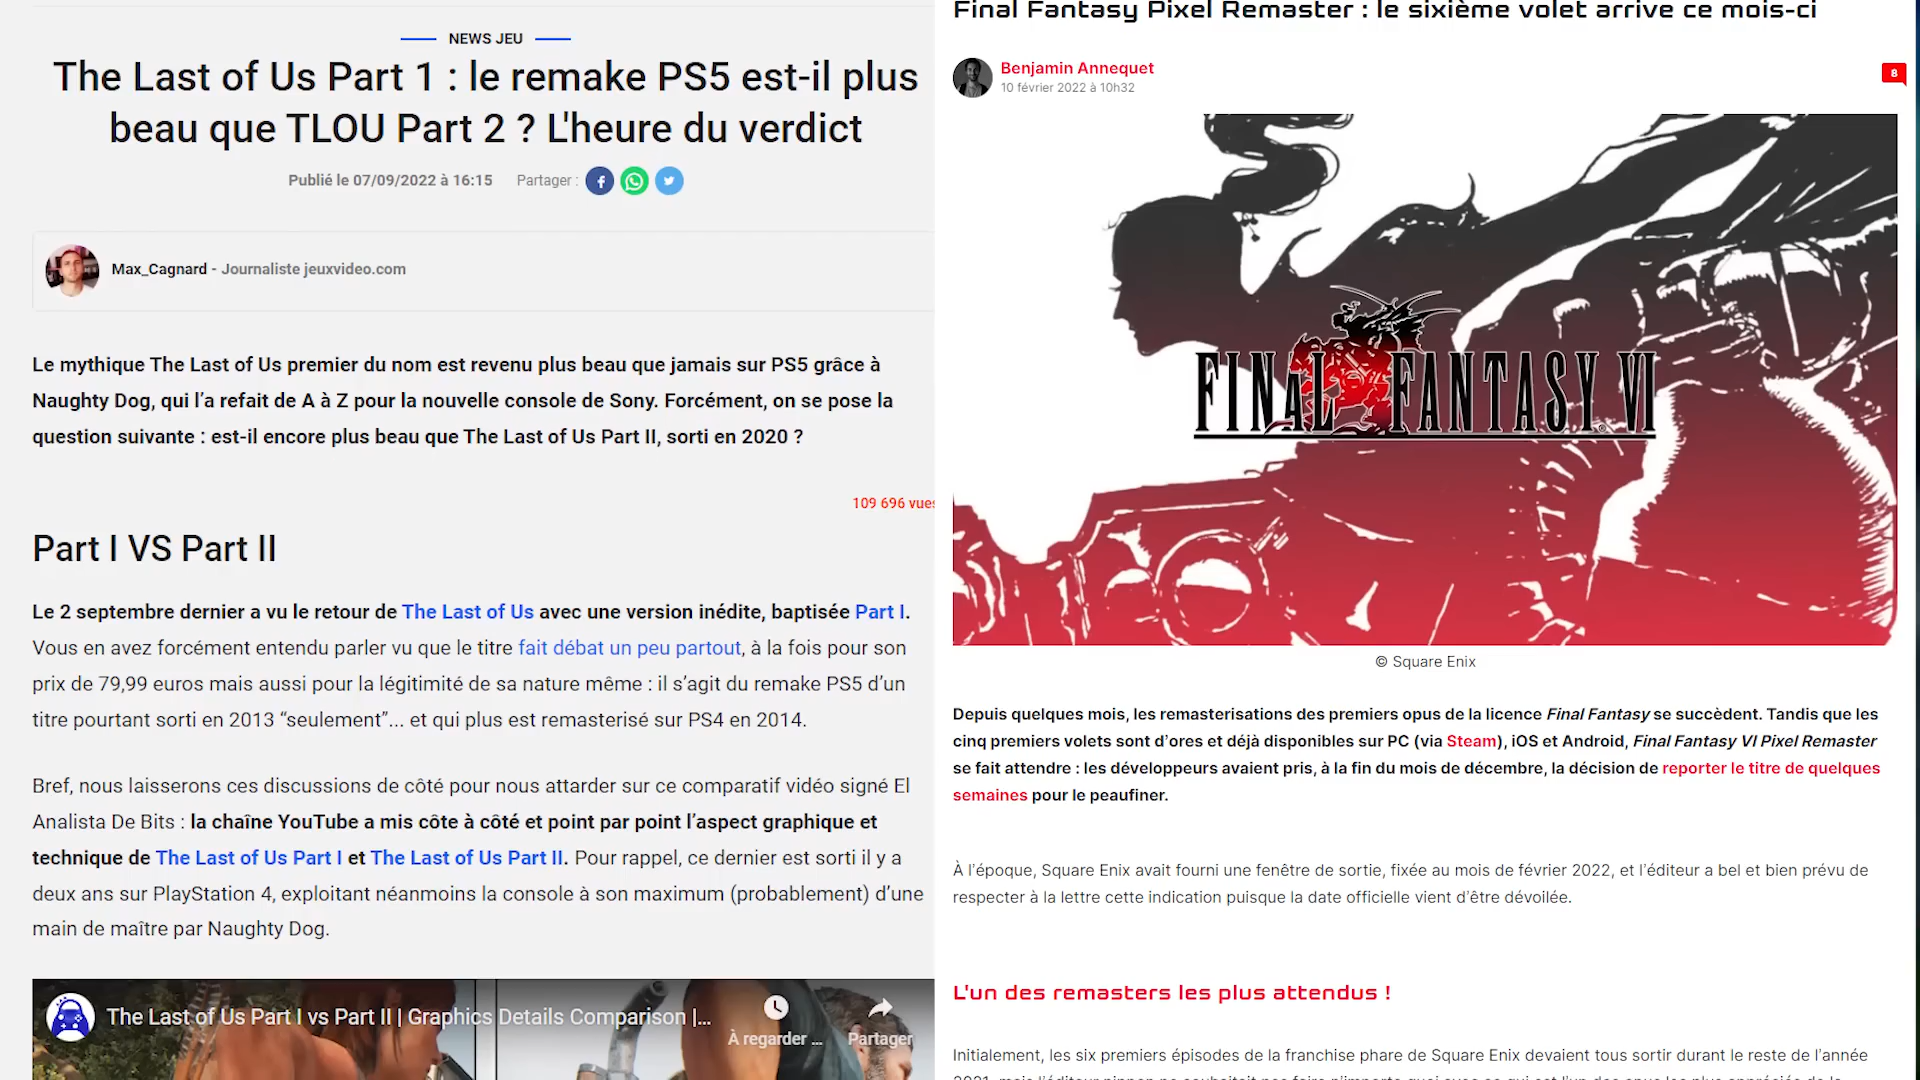 NEWS JEU
The Last of Us Part 1 : le remake PS5 est-il plus
beau que TLOU Part 2 ? L'heure du verdict
Publié le 07/09/2022 à 16:15
Partager :
Max_Cagnard - Journaliste jeuxvideo.com
Le mythique The Last of Us premier du nom est revenu plus beau que jamais sur PS5 grâce à
Naughty Dog, qui l’a refait de A à Z pour la nouvelle console de Sony. Forcément, on se pose la
question suivante : est-il encore plus beau que The Last of Us Part II, sorti en 2020 ?
109 696 vues
Part I VS Part II
Le 2 septembre dernier a vu le retour de The Last of Us avec une version inédite, baptisée Part I.
Vous en avez forcément entendu parler vu que le titre fait débat un peu partout, à la fois pour son
prix de 79,99 euros mais aussi pour la légitimité de sa nature même : il s’agit du remake PS5 d’un
titre pourtant sorti en 2013 “seulement”... et qui plus est remasterisé sur PS4 en 2014.
Bref, nous laisserons ces discussions de côté pour nous attarder sur ce comparatif vidéo signé El
Analista De Bits : la chaîne YouTube a mis côte à côté et point par point l’aspect graphique et
technique de The Last of Us Part I et The Last of Us Part II. Pour rappel, ce dernier est sorti il y a
deux ans sur PlayStation 4, exploitant néanmoins la console à son maximum (probablement) d’une
main de maître par Naughty Dog.
The Last of Us Part I vs Part II | Graphics Details Comparison |...
À regarder ...
Partager
Final Fantasy Pixel Remaster : le sixième volet arrive ce mois-ci
Benjamin Annequet
10 février 2022 à 10h32
8
FINAL FANTASY VI
© Square Enix
Depuis quelques mois, les remasterisations des premiers opus de la licence Final Fantasy se succèdent. Tandis que les
cinq premiers volets sont d’ores et déjà disponibles sur PC (via Steam), iOS et Android, Final Fantasy VI Pixel Remaster
se fait attendre : les développeurs avaient pris, à la fin du mois de décembre, la décision de reporter le titre de quelques
semaines pour le peaufiner.
À l’époque, Square Enix avait fourni une fenêtre de sortie, fixée au mois de février 2022, et l’éditeur a bel et bien prévu de
respecter à la lettre cette indication puisque la date officielle vient d’être dévoilée.
L'un des remasters les plus attendus !
Initialement, les six premiers épisodes de la franchise phare de Square Enix devaient tous sortir durant le reste de l’année